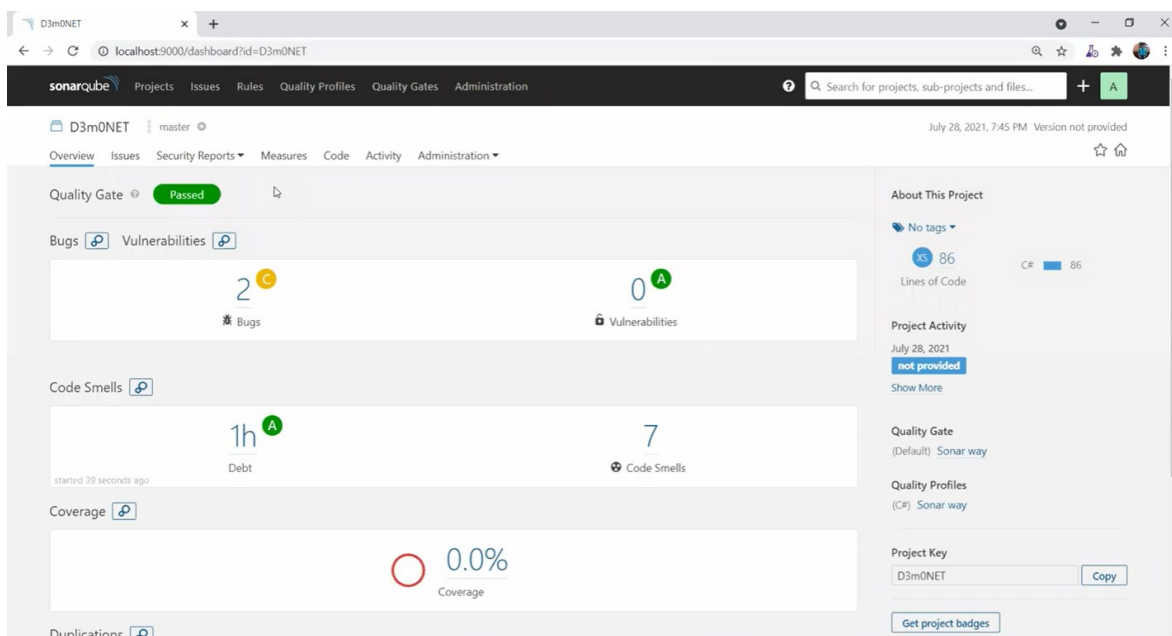 D3m0NET
localhost:9000/dashboard?id=D3m0NET
sonarqube Projects Issues Rules Quality Profiles Quality Gates Administration Search for projects, sub-projects and files... A
D3m0NET master July 28, 2021, 7:45 PM Version not provided
Overview Issues Security Reports Measures Code Activity Administration
Quality Gate Passed
Bugs Vulnerabilities
2 C
Bugs
0 A
Vulnerabilities
Code Smells
1h A
Debt
7
Code Smells
started 39 seconds ago
Coverage
0.0%
Coverage
Duplications
About This Project
No tags
XS 86
Lines of Code
C# 86
Project Activity
July 28, 2021
not provided
Show More
Quality Gate
(Default) Sonar way
Quality Profiles
(C#) Sonar way
Project Key
D3m0NET Copy
Get project badges